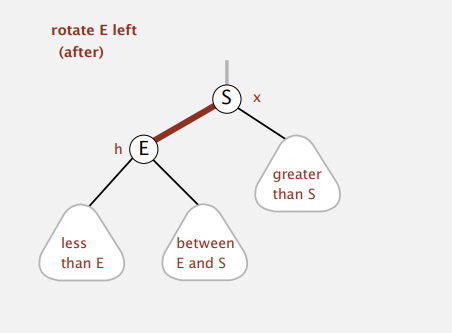 rotate E left
(after)
S
x
h
E
greater
than S
less
than E
between
E and S